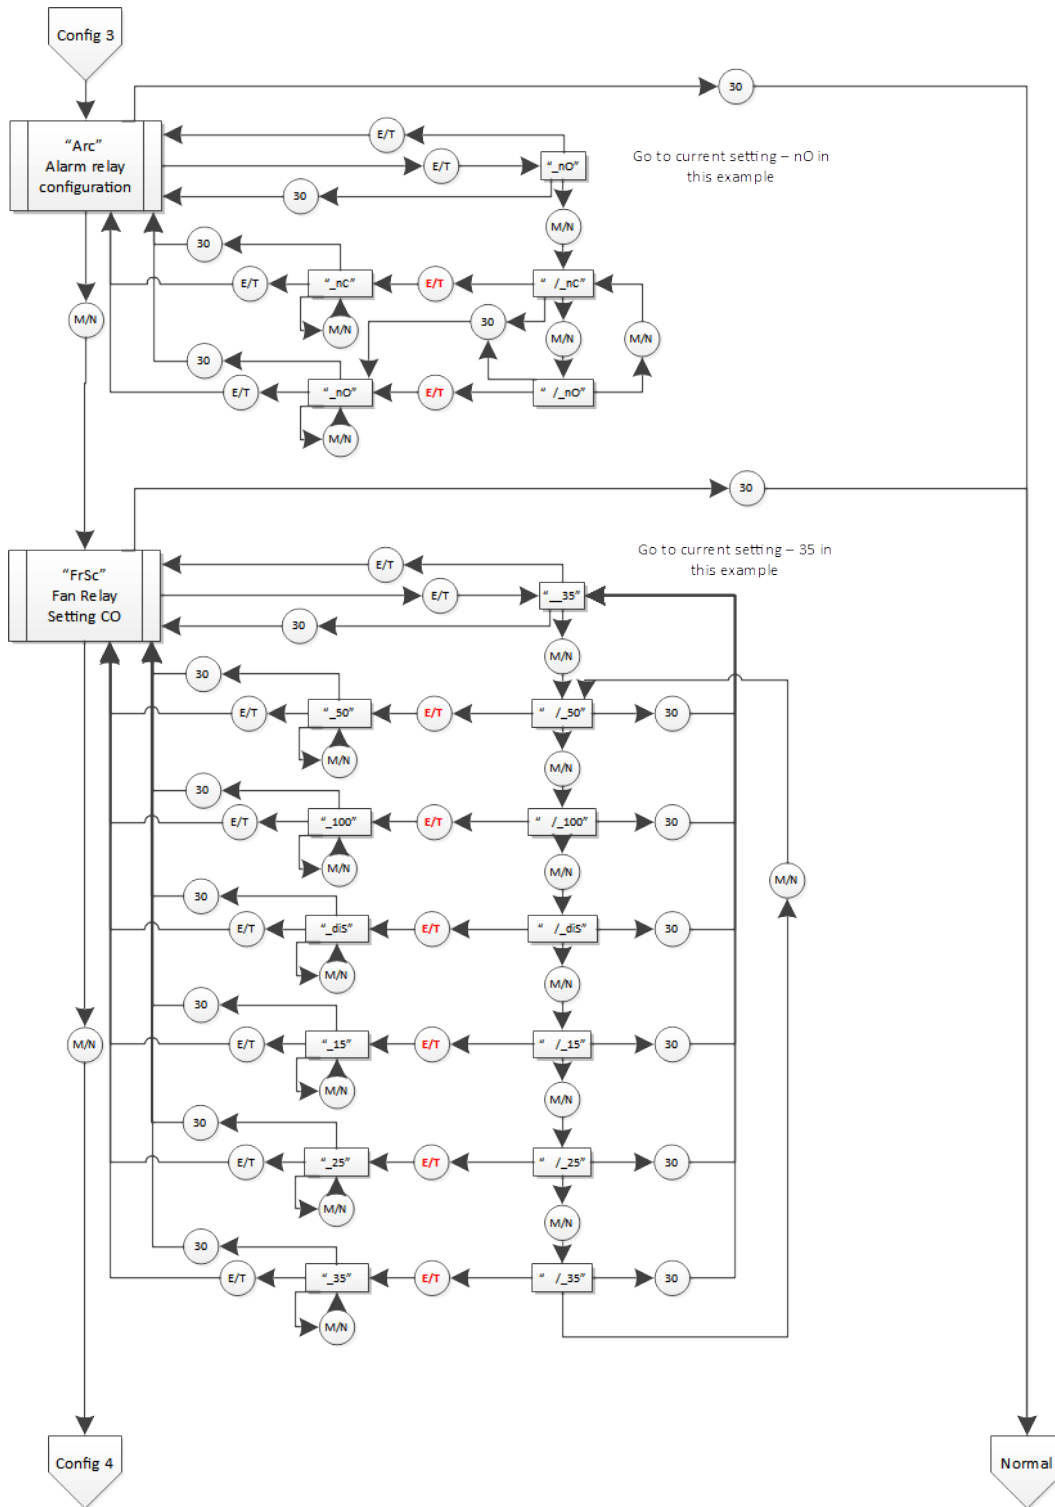 Config 3
30
“Arc”
Alarm relay
configuration
E/T
E/T
“_nO”
Go to current setting – nO in
this example
30
M/N
30
E/T
“_nC”
E/T
“ /_nC”
M/N
M/N
30
M/N
M/N
30
E/T
“_nO”
E/T
“ /_nO”
M/N
30
“FrSc”
Fan Relay
Setting CO
E/T
E/T
“__35”
Go to current setting – 35 in
this example
30
M/N
30
E/T
“_50”
E/T
“ /_50”
30
M/N
M/N
30
E/T
“_100”
E/T
“ /_100”
30
M/N
M/N
M/N
30
E/T
“_diS”
E/T
“ /_diS”
30
M/N
M/N
30
M/N
E/T
“_15”
E/T
“ /_15”
30
M/N
M/N
30
E/T
“_25”
E/T
“ /_25”
30
M/N
M/N
30
E/T
“_35”
E/T
“ /_35”
30
M/N
Config 4
Normal